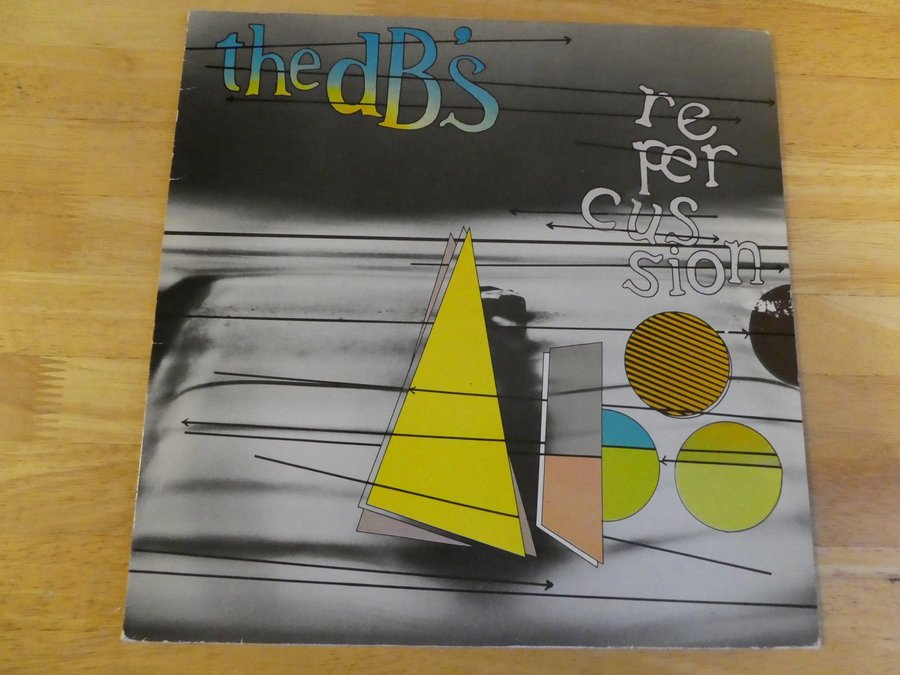 the dB's
re
per
cus
sion